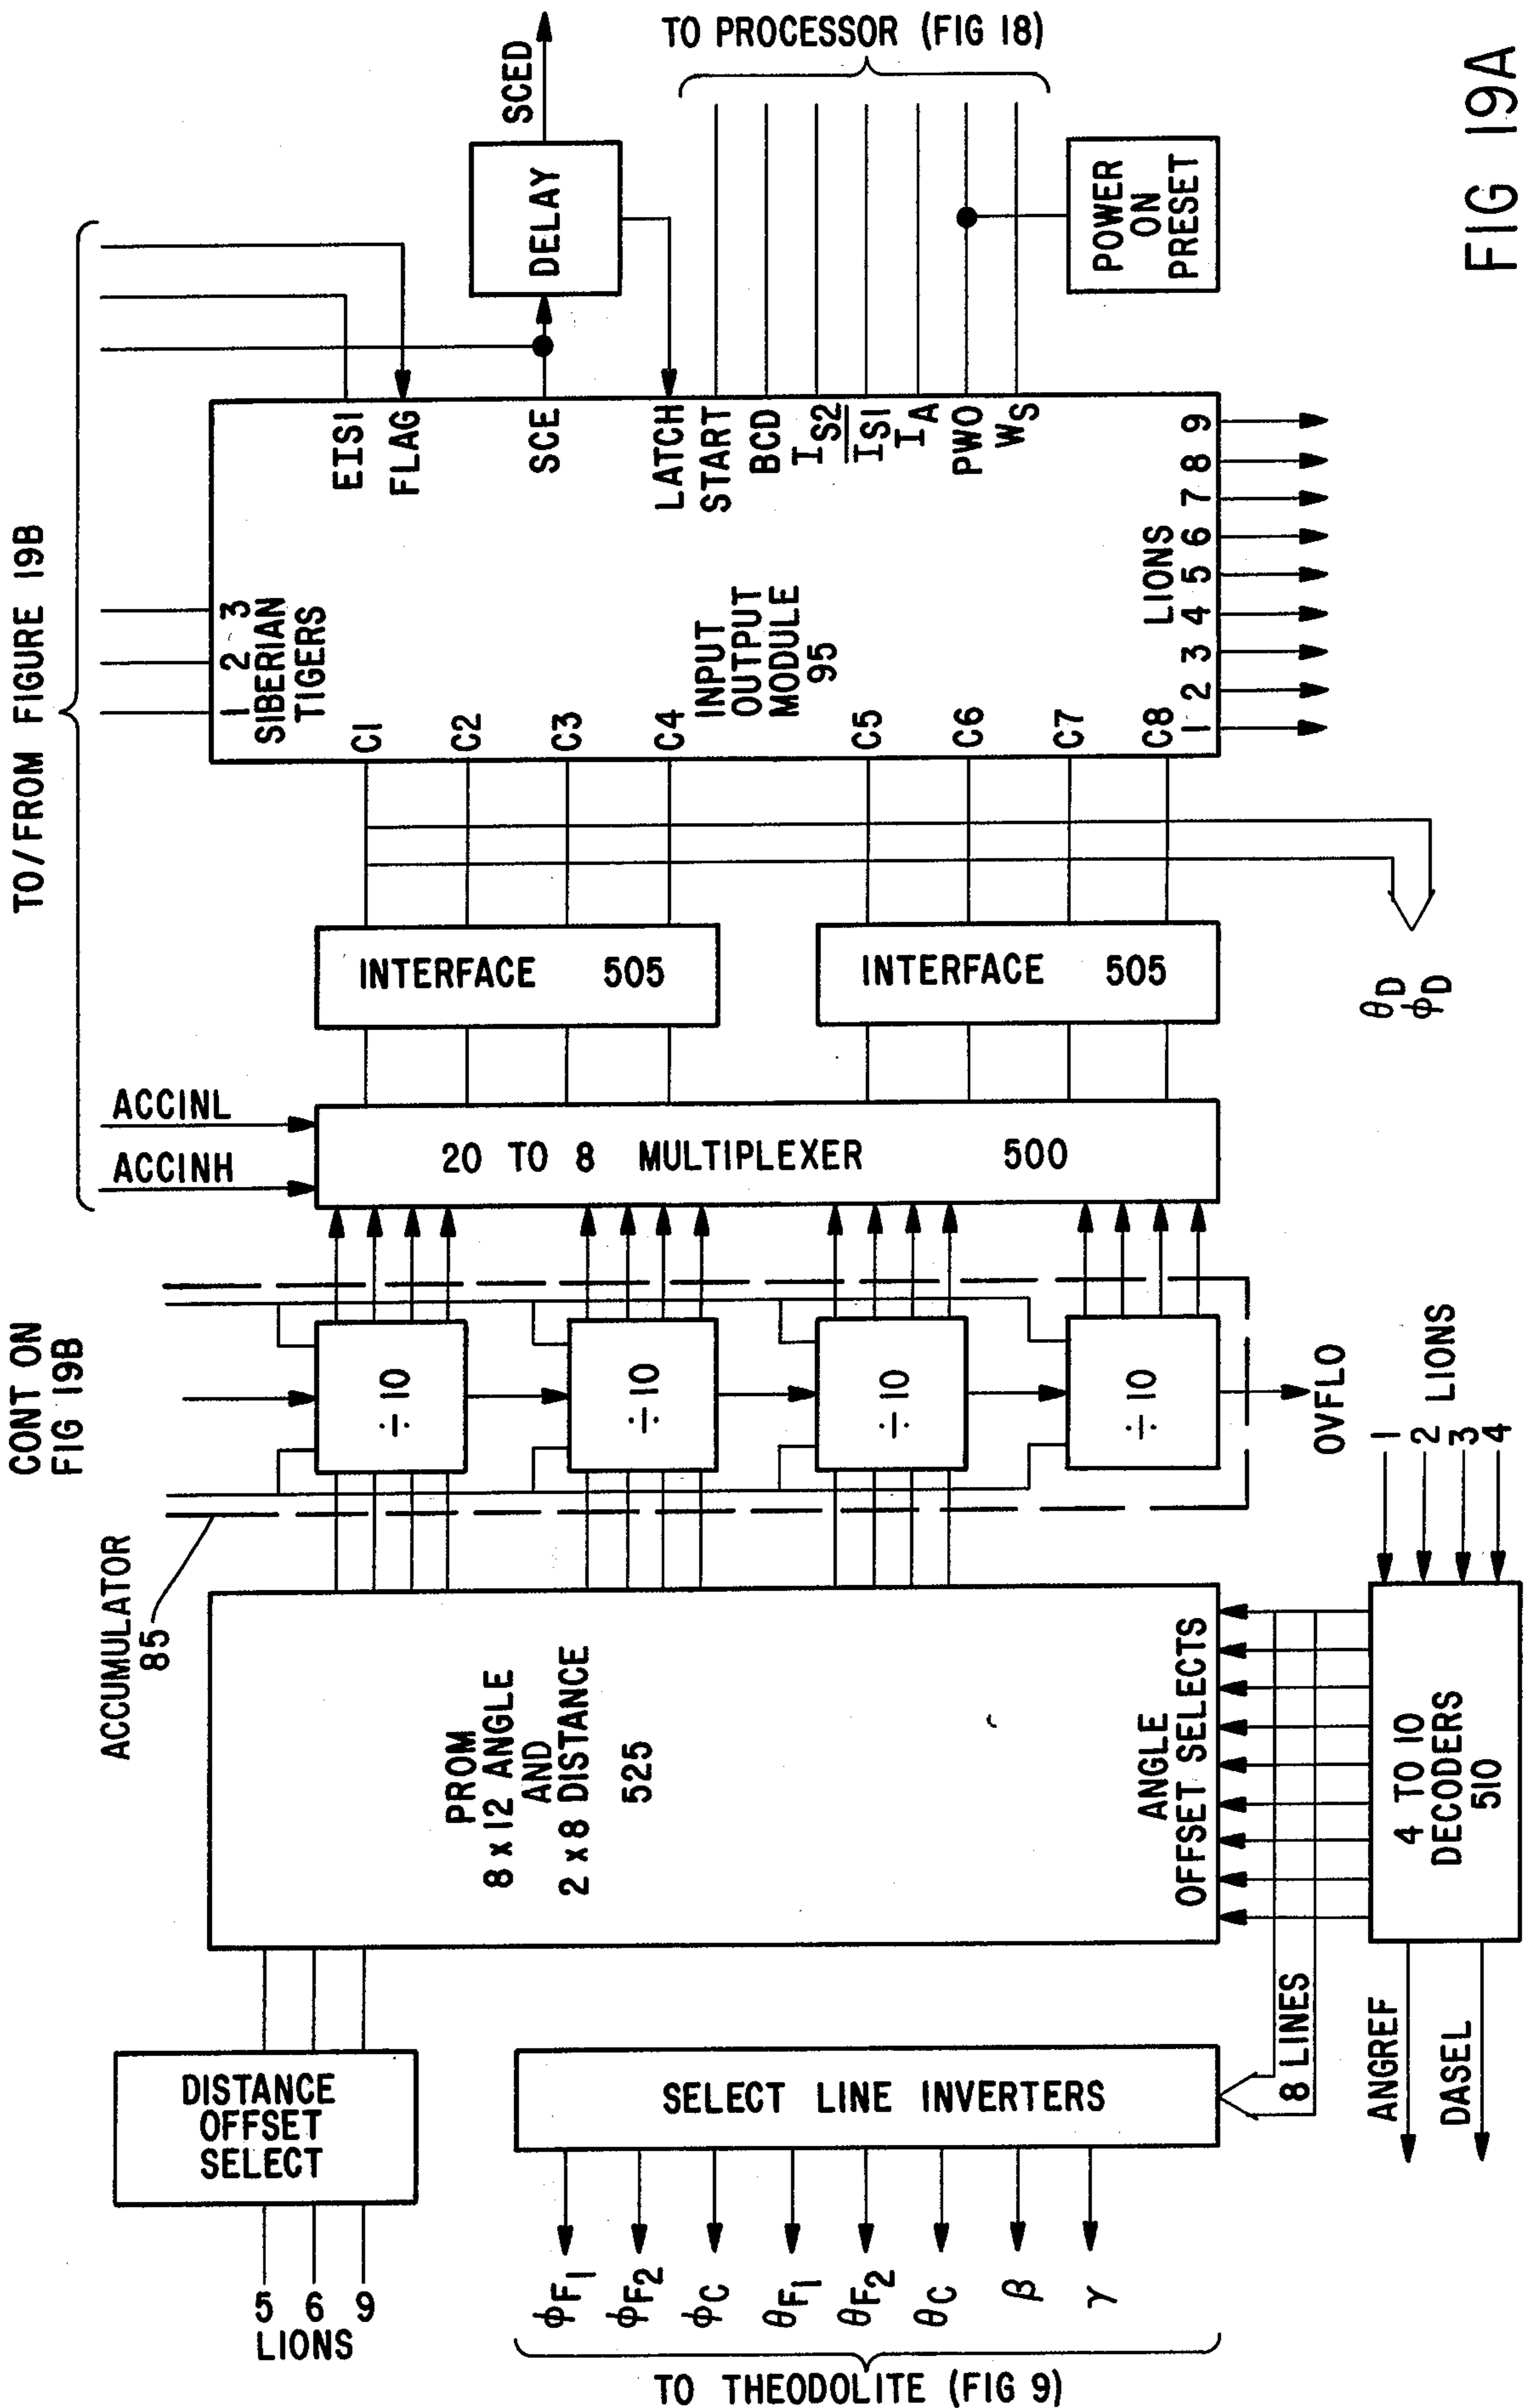 TO/FROM FIGURE 19B
CONT ON
FIG 19B
ACCUMULATOR
85
DISTANCE
OFFSET
SELECT
5
6
9
LIONS
PROM
8 x 12 ANGLE
AND
2 x 8 DISTANCE
525
ANGLE
OFFSET SELECTS
÷ 10
÷ 10
÷ 10
÷ 10
OVFLO
ACCINH
ACCINL
20 TO 8 MULTIPLEXER 500
INTERFACE 505
INTERFACE 505
θD
ϕD
1 2 3
SIBERIAN
TIGERS
C1
C2
C3
C4
C5
C6
C7
C8
INPUT
OUTPUT
MODULE
95
LIONS
1 2 3 4 5 6 7 8 9
EISI
FLAG
SCE
LATCH
START
BCD
IS2
IS1
IA
PWO
WS
DELAY
SCED
TO PROCESSOR (FIG 18)
POWER
ON
PRESET
SELECT LINE INVERTERS
8 LINES
ϕF1
ϕF2
ϕC
θF1
θF2
θC
β
γ
TO THEODOLITE (FIG 9)
4 TO 10
DECODERS
510
1
2
3
4
LIONS
ANGREF
DASEL
FIG 19A